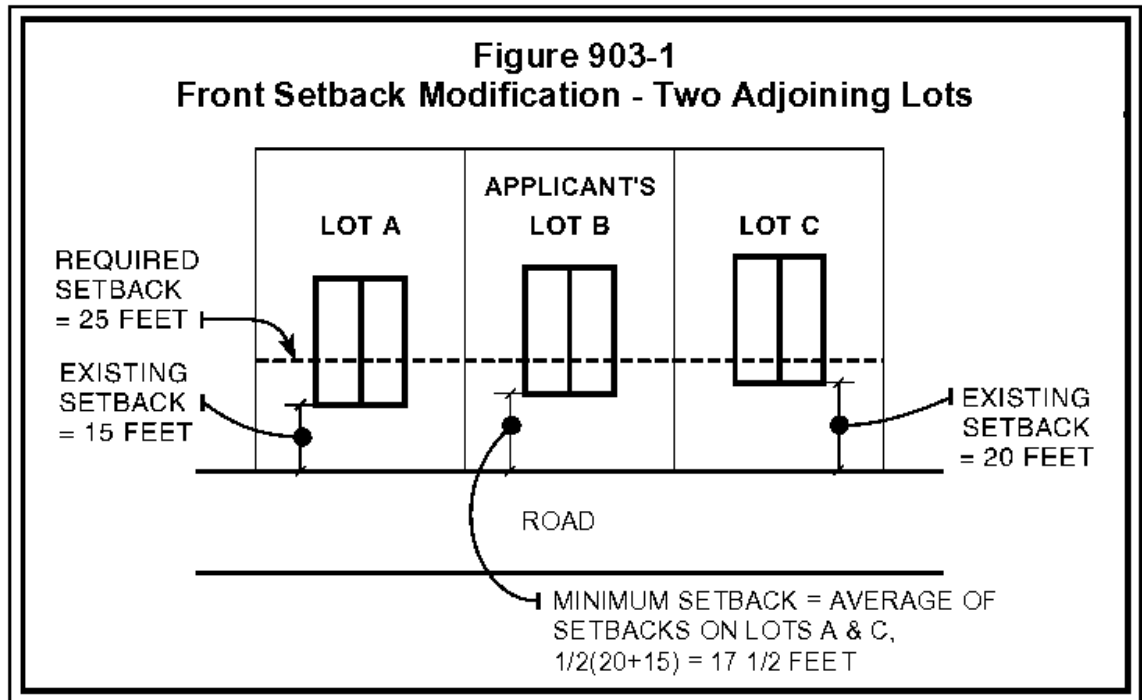 Figure 903-1
Front Setback Modification - Two Adjoining Lots
APPLICANT'S
LOT A
LOT B
LOT C
REQUIRED
SETBACK
= 25 FEET
EXISTING
SETBACK
= 15 FEET
EXISTING
SETBACK
= 20 FEET
ROAD
MINIMUM SETBACK = AVERAGE OF
SETBACKS ON LOTS A & C,
1/2(20+15) = 17 1/2 FEET